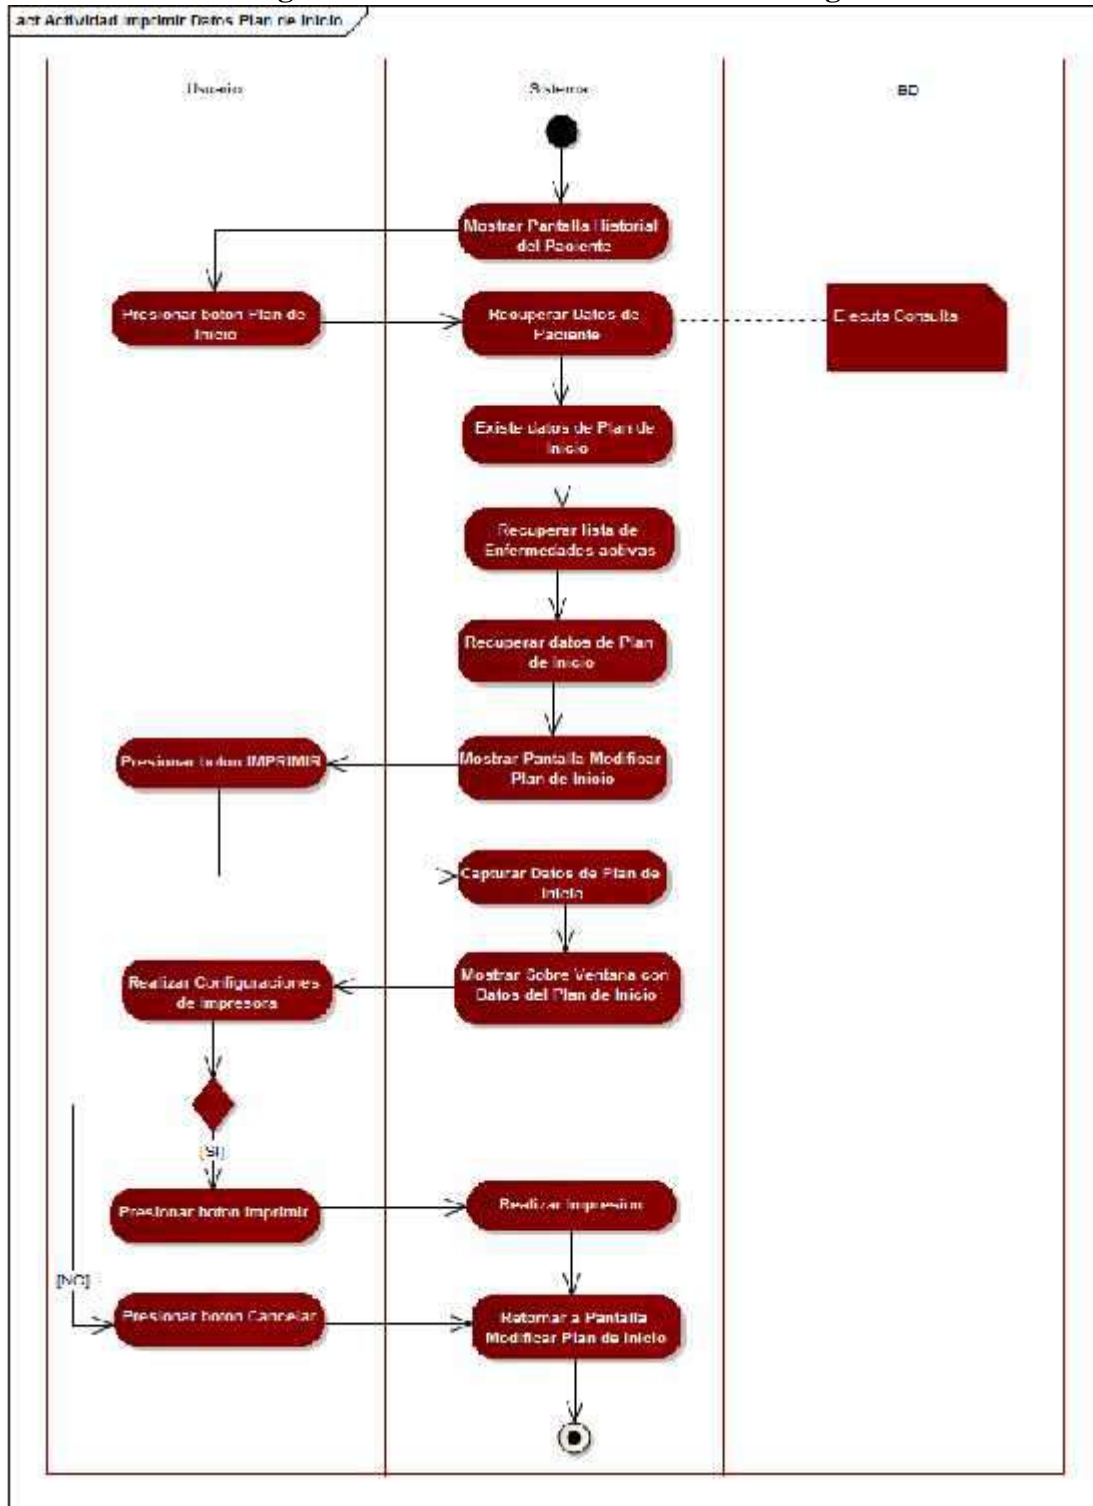 act Actividad Imprimir Datos Plan de Inicio
Usuario
Sistema
BD
Mostrar Pantalla Historial
del Paciente
Presionar boton Plan de
Inicio
Recuperar Datos de
Paciente
Ejecuta Consulta
Existe datos de Plan de
Inicio
Recuperar lista de
Enfermedades activas
Recuperar datos de Plan
de Inicio
Presionar boton IMPRIMIR
Mostrar Pantalla Modificar
Plan de Inicio
Capturar Datos de Plan de
Inicio
Realizar Configuraciones
de Impresora
Mostrar Sobre Ventana con
Datos del Plan de Inicio
[SI]
Presionar boton Imprimir
Realizar Impresion
[NO]
Presionar boton Cancelar
Retornar a Pantalla
Modificar Plan de Inicio